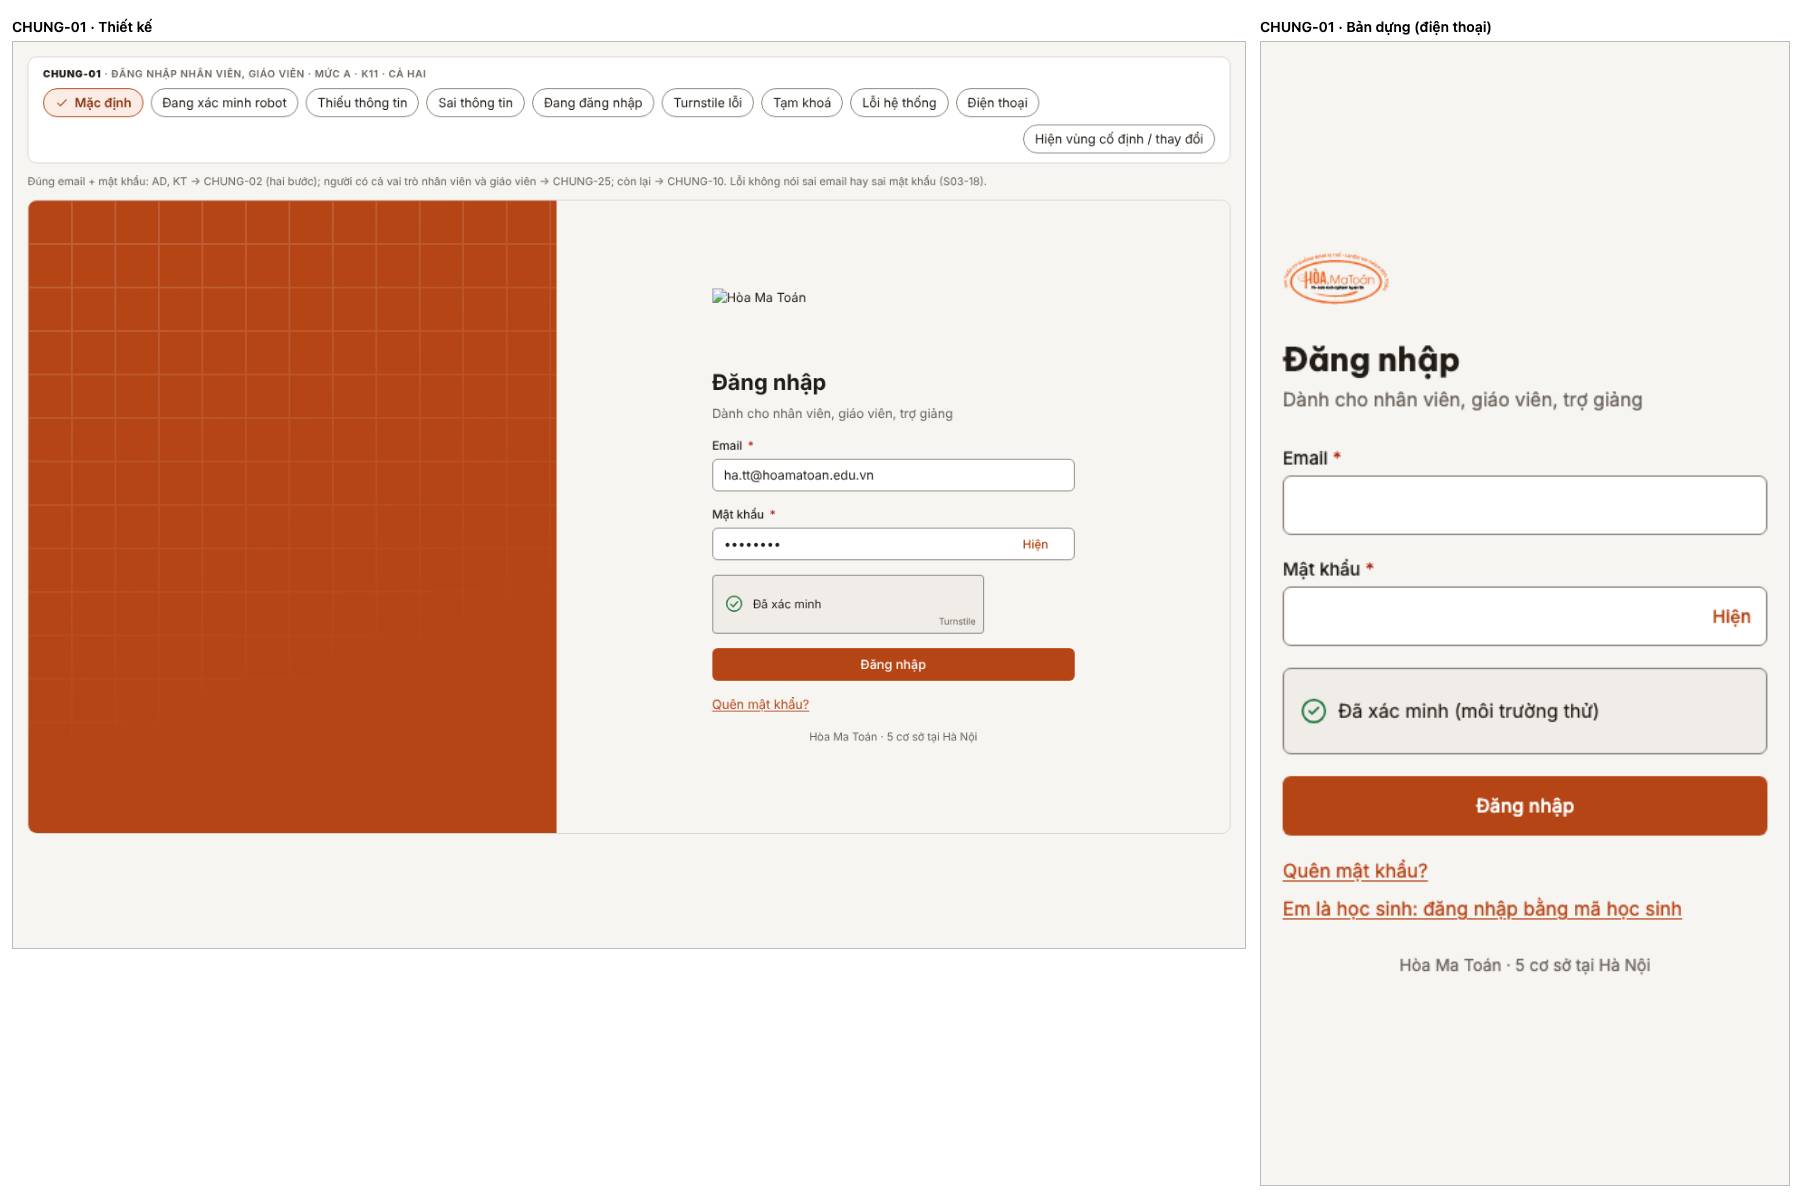 CHUNG-01 · Thiết kế
CHUNG-01 · ĐĂNG NHẬP NHÂN VIÊN, GIÁO VIÊN · MỨC A · K11 · CẢ HAI
Mặc định
Đang xác minh robot
Thiếu thông tin
Sai thông tin
Đang đăng nhập
Turnstile lỗi
Tạm khoá
Lỗi hệ thống
Điện thoại
Hiện vùng cố định / thay đổi
Đúng email + mật khẩu: AD, KT → CHUNG-02 (hai bước); người có cả vai trò nhân viên và giáo viên → CHUNG-25; còn lại → CHUNG-10. Lỗi không nói sai email hay sai mật khẩu (S03-18).
Hòa Ma Toán
Đăng nhập
Dành cho nhân viên, giáo viên, trợ giảng
Email *
ha.tt@hoamatoan.edu.vn
Mật khẩu *
••••••••
Hiện
Đã xác minh
Turnstile
Đăng nhập
Quên mật khẩu?
Hòa Ma Toán · 5 cơ sở tại Hà Nội
CHUNG-01 · Bản dựng (điện thoại)
HÒA.MaToán
Đăng nhập
Dành cho nhân viên, giáo viên, trợ giảng
Email *
Mật khẩu *
Hiện
Đã xác minh (môi trường thử)
Đăng nhập
Quên mật khẩu?
Em là học sinh: đăng nhập bằng mã học sinh
Hòa Ma Toán · 5 cơ sở tại Hà Nội